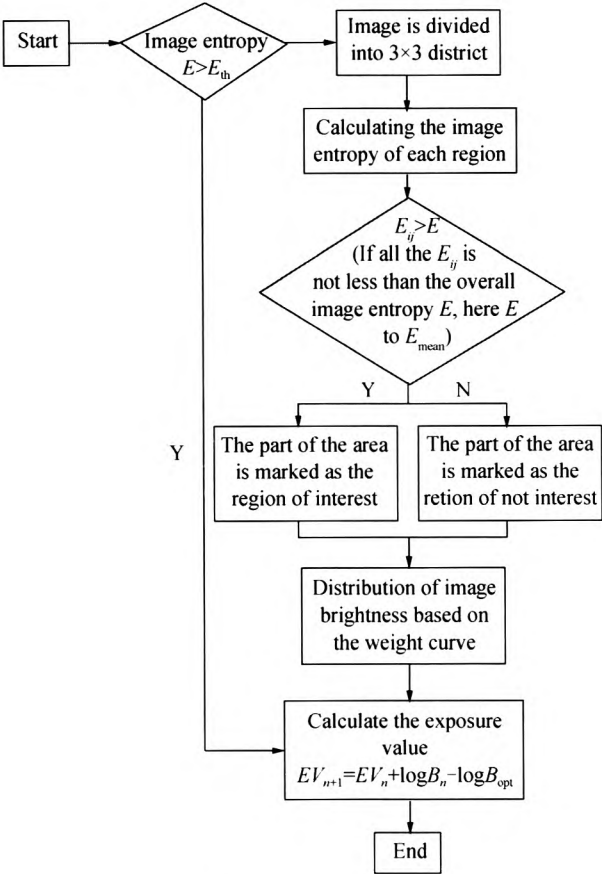 Start
Image entropy
E>Eth
Image is divided
into 3×3 district
Calculating the image
entropy of each region
Eij>E
(If all the Eij is
not less than the overall
image entropy E, here E
to Emean)
Y
N
Y
The part of the area
is marked as the
region of interest
The part of the area
is marked as the
retion of not interest
Distribution of image
brightness based on
the weight curve
Calculate the exposure
value
EVn+1=EVn+logBn-logBopt
End